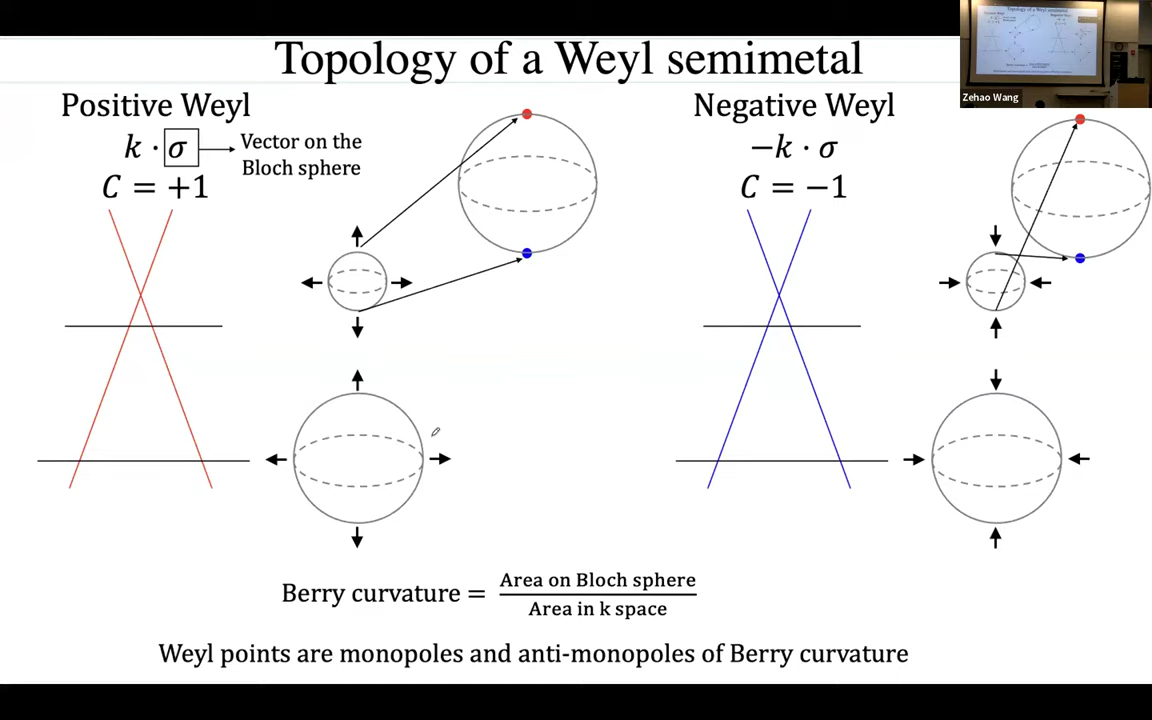 Topology of a Weyl semimetal
Zehao Wang
Positive Weyl
k · σ
Vector on the
Bloch sphere
C = +1
Negative Weyl
−k · σ
C = −1
Berry curvature = Area on Bloch sphere
Area in k space
Weyl points are monopoles and anti-monopoles of Berry curvature